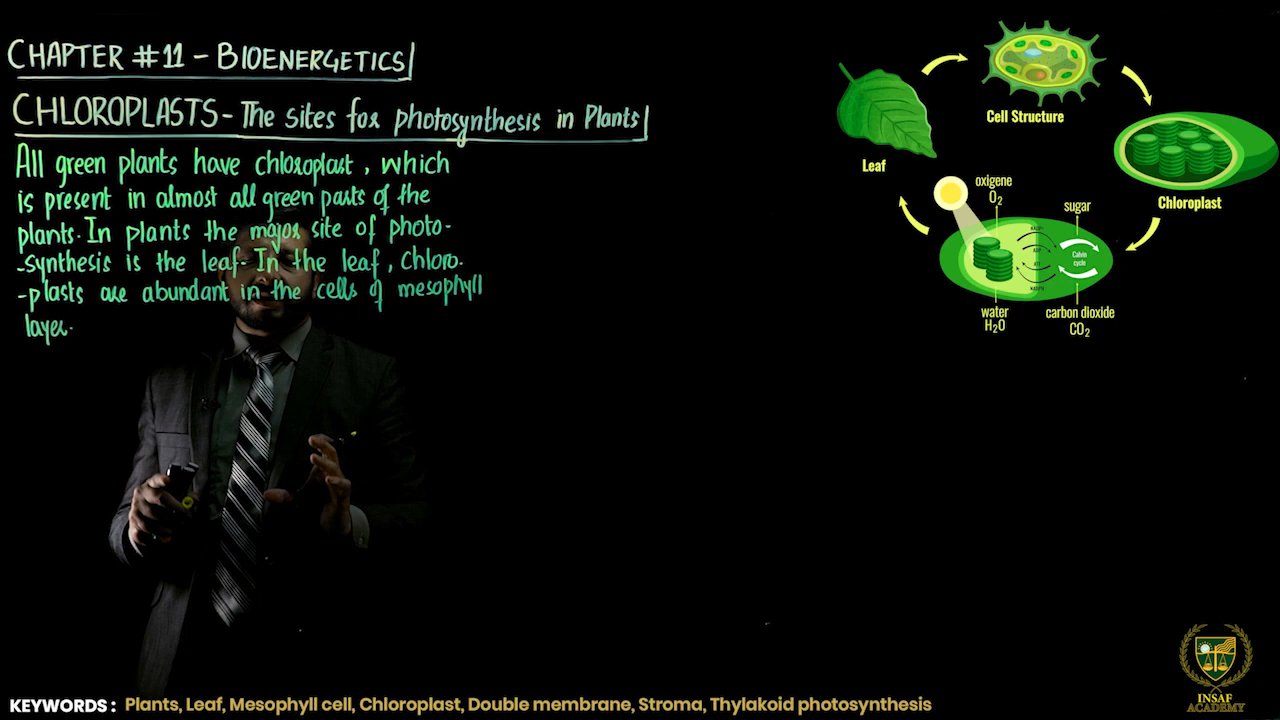 CHAPTER #11 - BIOENERGETICS
CHLOROPLASTS - The sites for photosynthesis in Plants
All green plants have chloroplast, which
is present in almost all green parts of the
plants. In plants the major site of photo-
-synthesis is the leaf. In the leaf, Chloro-
-plasts are abundant in the cells of mesophyll
layer.
Cell Structure
Leaf
Chloroplast
oxigene
O2
sugar
Calvin
cycle
water
H2O
carbon dioxide
CO2
INSAF
ACADEMY
KEYWORDS: Plants, Leaf, Mesophyll cell, Chloroplast, Double membrane, Stroma, Thylakoid photosynthesis